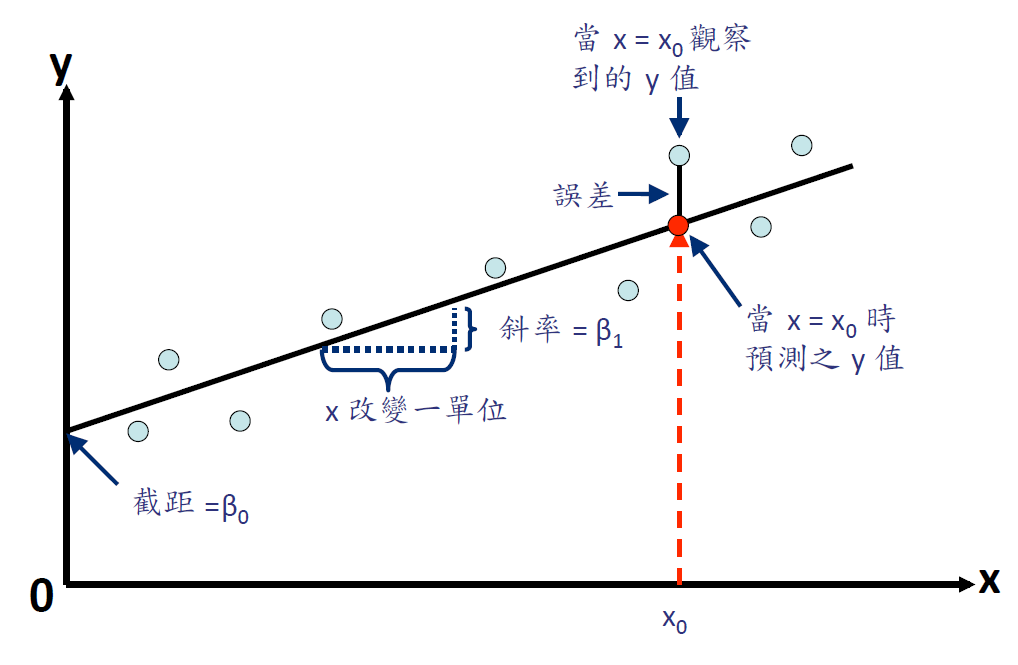 當 x = x0 觀察
到的 y 值
y
誤差
當 x = x0 時
預測之 y 值
斜率 = β1
x 改變一單位
截距 =β0
0
x
x0